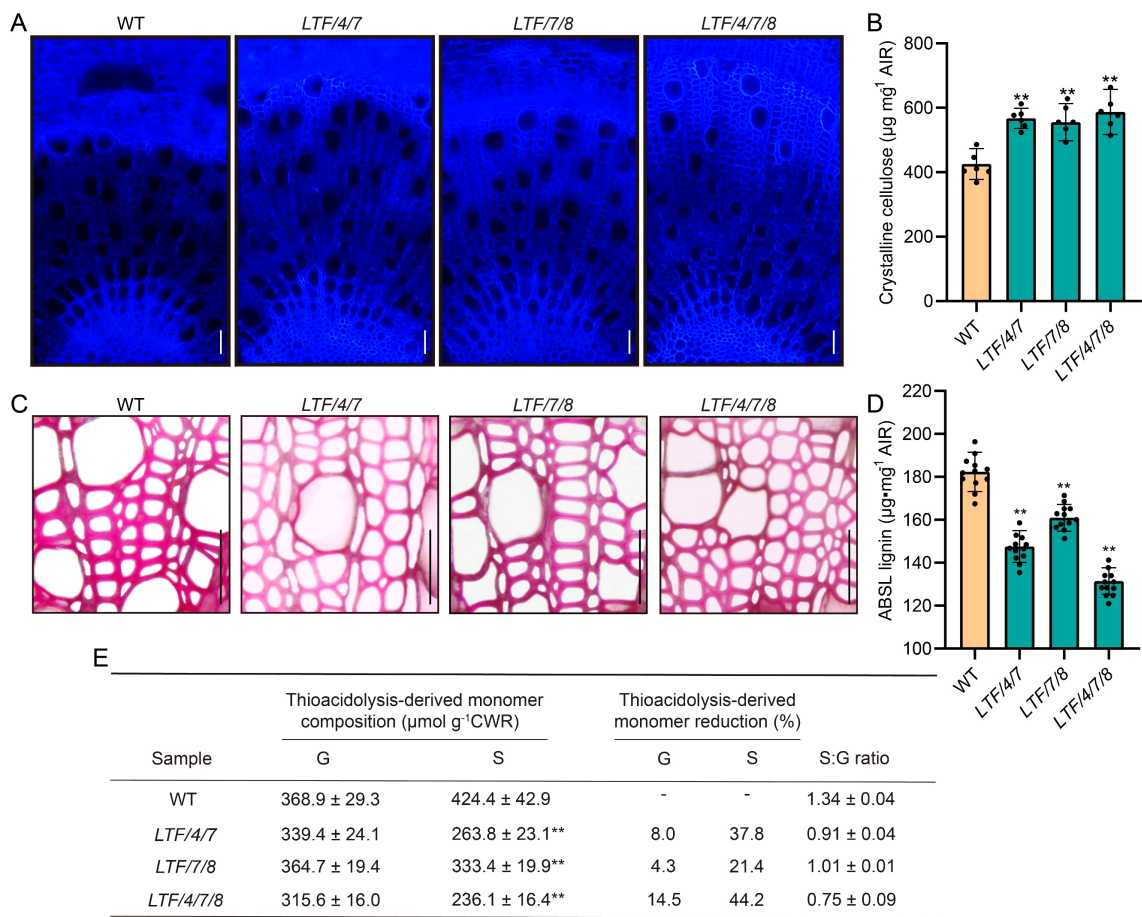 A
WT
LTF/4/7
LTF/7/8
LTF/4/7/8
B
Crystalline cellulose (µg mg⁻¹ AIR)
800
600
400
200
0
**
**
**
WT
LTF/4/7
LTF/7/8
LTF/4/7/8
C
WT
LTF/4/7
LTF/7/8
LTF/4/7/8
D
ABSL lignin (µg•mg⁻¹ AIR)
220
200
180
160
140
120
100
**
**
**
WT
LTF/4/7
LTF/7/8
LTF/4/7/8
E
Thioacidolysis-derived monomer
composition (µmol g⁻¹CWR)
Thioacidolysis-derived
monomer reduction (%)
Sample G S G S S:G ratio
WT 368.9 ± 29.3 424.4 ± 42.9 - - 1.34 ± 0.04
LTF/4/7 339.4 ± 24.1 263.8 ± 23.1** 8.0 37.8 0.91 ± 0.04
LTF/7/8 364.7 ± 19.4 333.4 ± 19.9** 4.3 21.4 1.01 ± 0.01
LTF/4/7/8 315.6 ± 16.0 236.1 ± 16.4** 14.5 44.2 0.75 ± 0.09